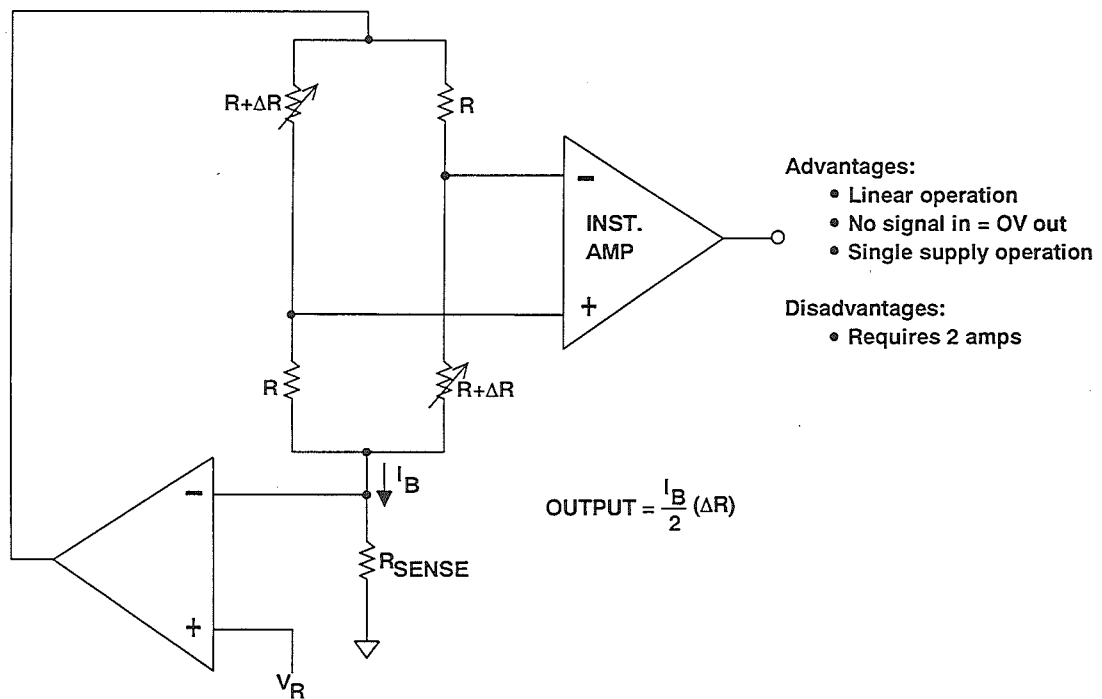 R+ΔR
R
−
INST.
AMP
+
Advantages:
• Linear operation
• No signal in = OV out
• Single supply operation
Disadvantages:
• Requires 2 amps
R
R+ΔR
I_B
−
OUTPUT = I_B/2 (ΔR)
R_SENSE
+
V_R